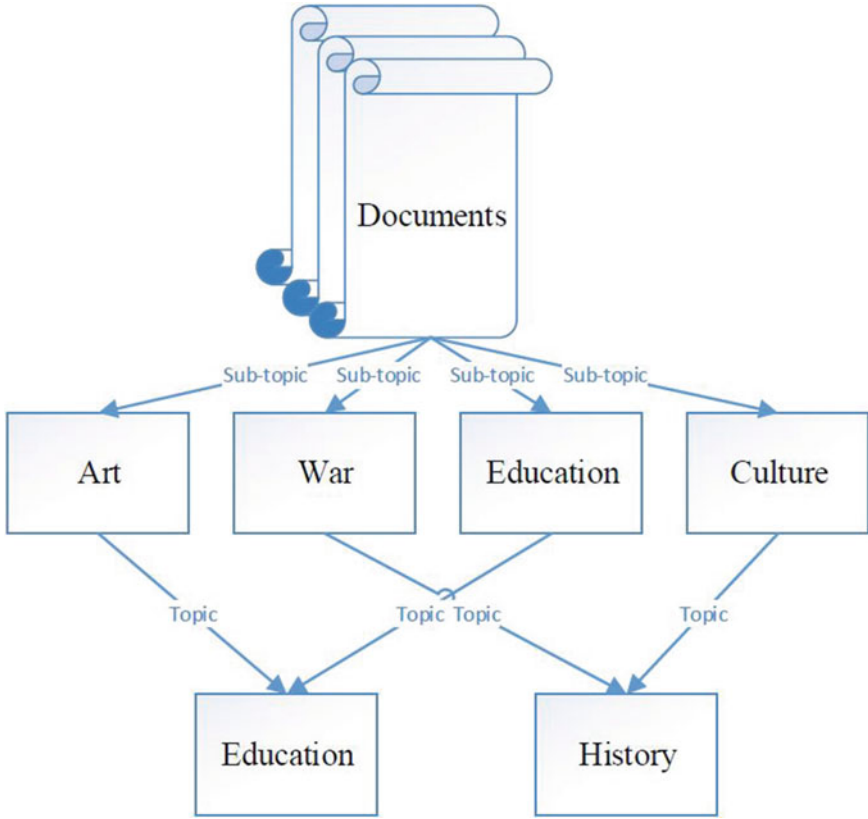 Documents
Sub-topic Sub-topic Sub-topic Sub-topic
Art War Education Culture
Topic Topic Topic Topic
Education History